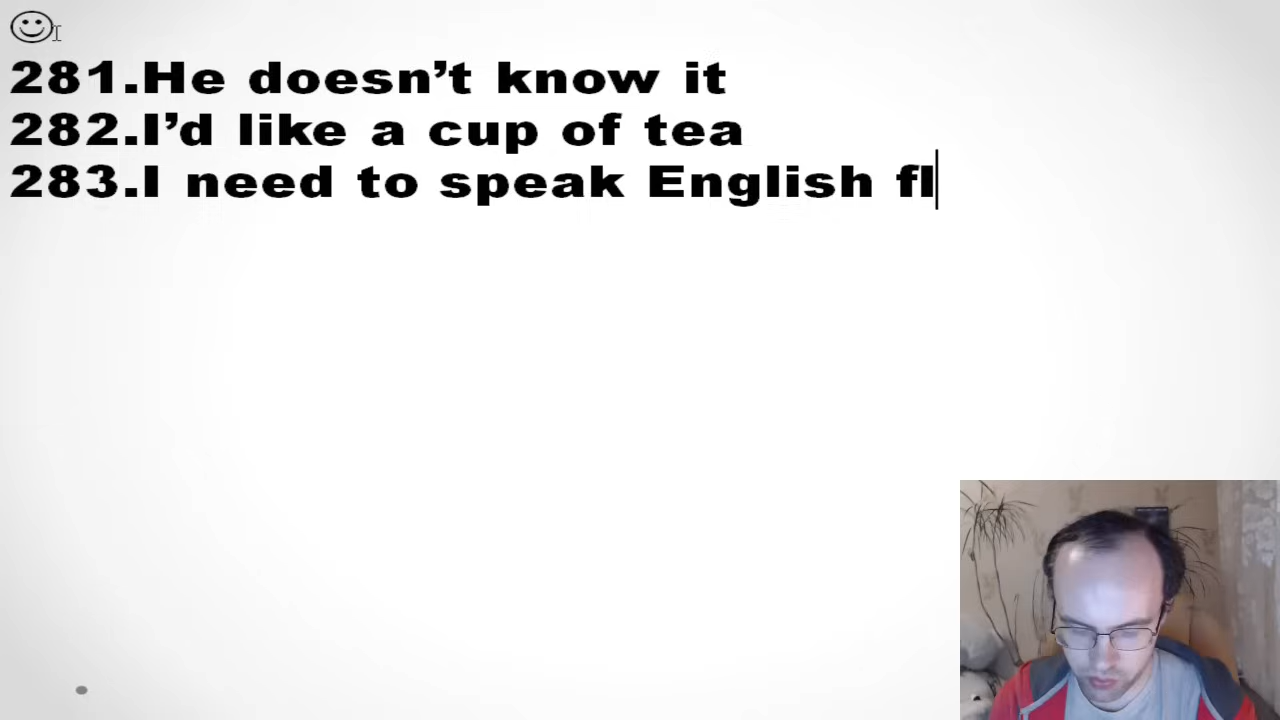 281.He doesn’t know it
282.I’d like a cup of tea
283.I need to speak English fl